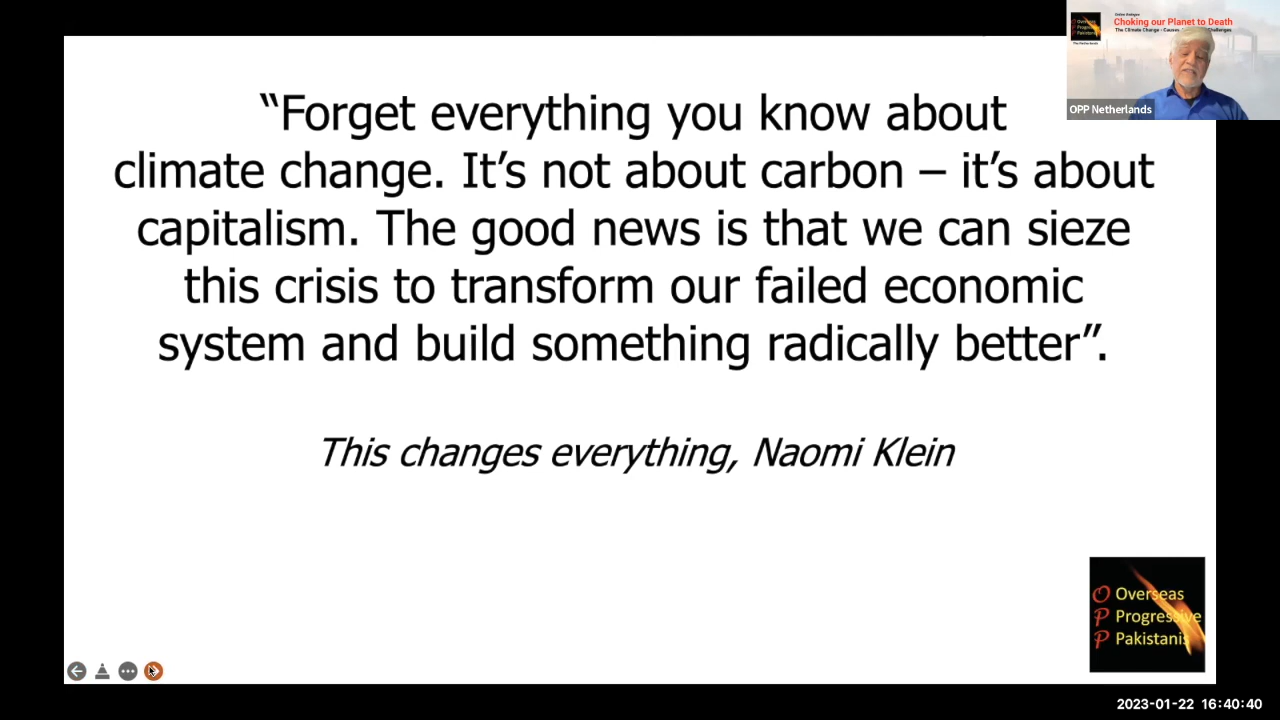 “Forget everything you know about
climate change. It’s not about carbon – it’s about
capitalism. The good news is that we can sieze
this crisis to transform our failed economic
system and build something radically better”.
This changes everything, Naomi Klein
Choking our Planet to Death
OPP Netherlands
O Overseas
P Progressive
P Pakistanis
2023-01-22 16:40:40